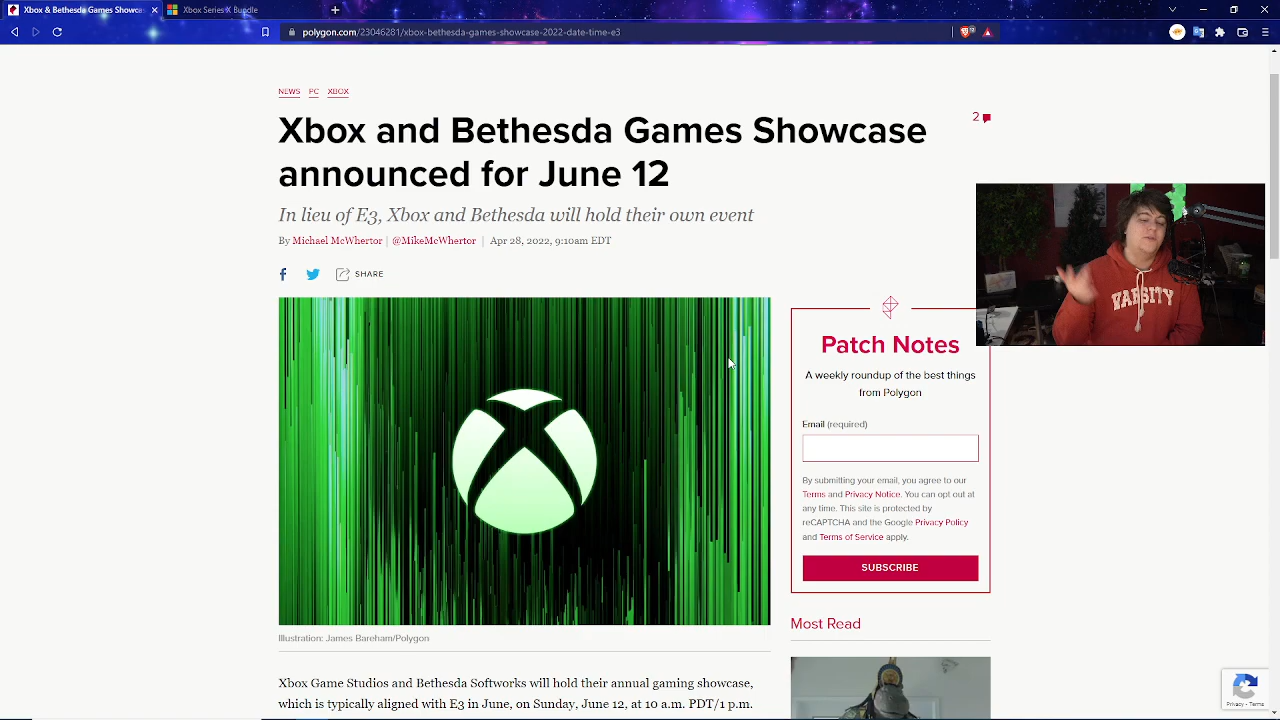 Xbox & Bethesda Games Showcas
Xbox Series X Bundle
polygon.com/23046281/xbox-bethesda-games-showcase-2022-date-time-e3
NEWS PC XBOX
Xbox and Bethesda Games Showcase
announced for June 12
2
In lieu of E3, Xbox and Bethesda will hold their own event
By Michael McWhertor | @MikeMcWhertor | Apr 28, 2022, 9:10am EDT
SHARE
VARSITY
Patch Notes
A weekly roundup of the best things
from Polygon
Email (required)
By submitting your email, you agree to our
Terms and Privacy Notice. You can opt out at
any time. This site is protected by
reCAPTCHA and the Google Privacy Policy
and Terms of Service apply.
SUBSCRIBE
Most Read
Illustration: James Bareham/Polygon
Xbox Game Studios and Bethesda Softworks will hold their annual gaming showcase,
which is typically aligned with E3 in June, on Sunday, June 12, at 10 a.m. PDT/1 p.m.
Privacy - Terms